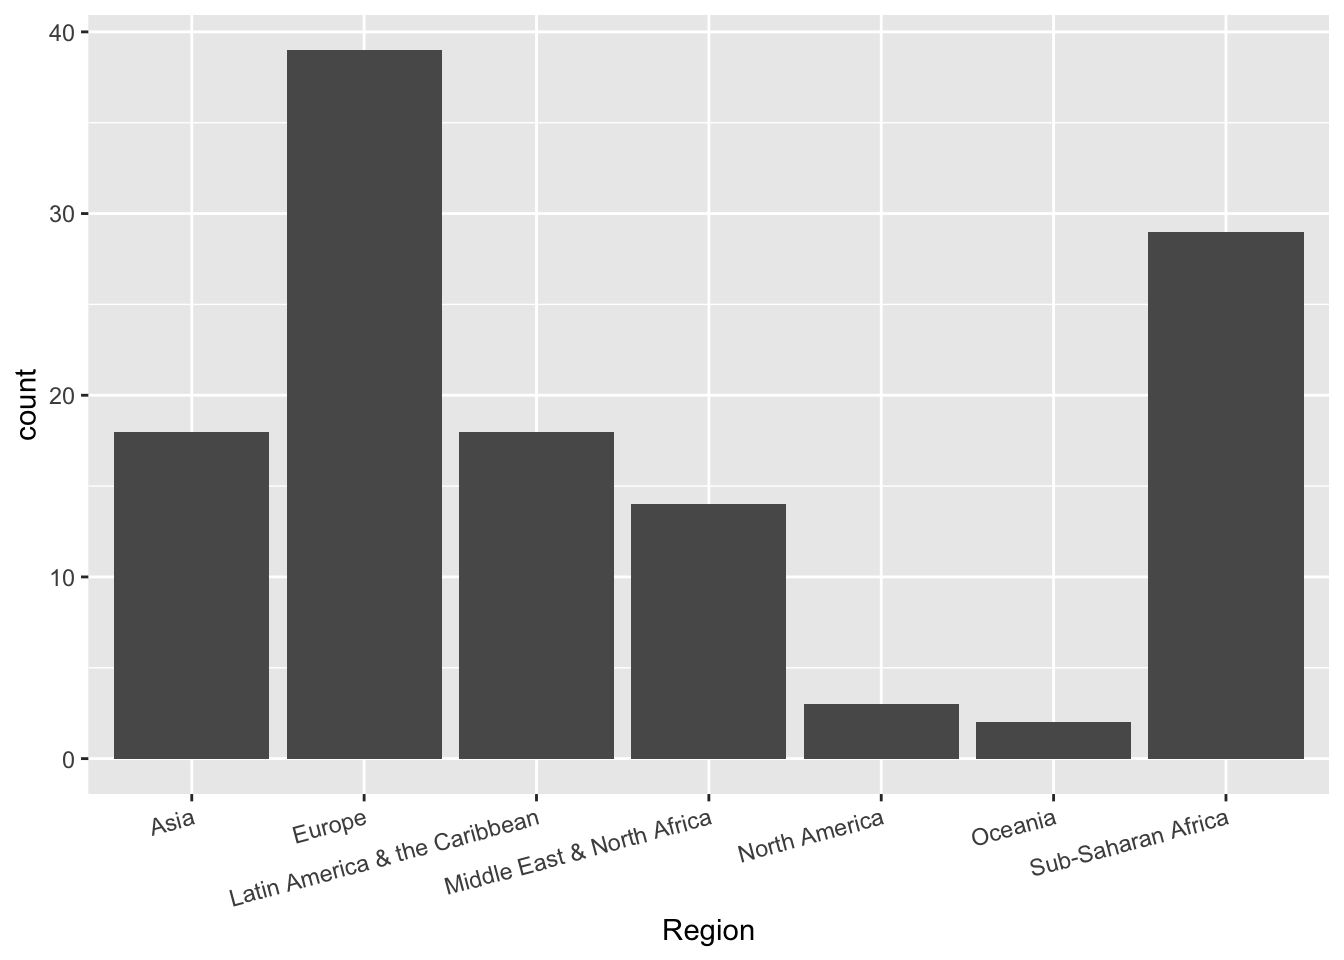 40
30
20
10
0
count
Asia
Europe
Latin America & the Caribbean
Middle East & North Africa
North America
Oceania
Sub-Saharan Africa
Region